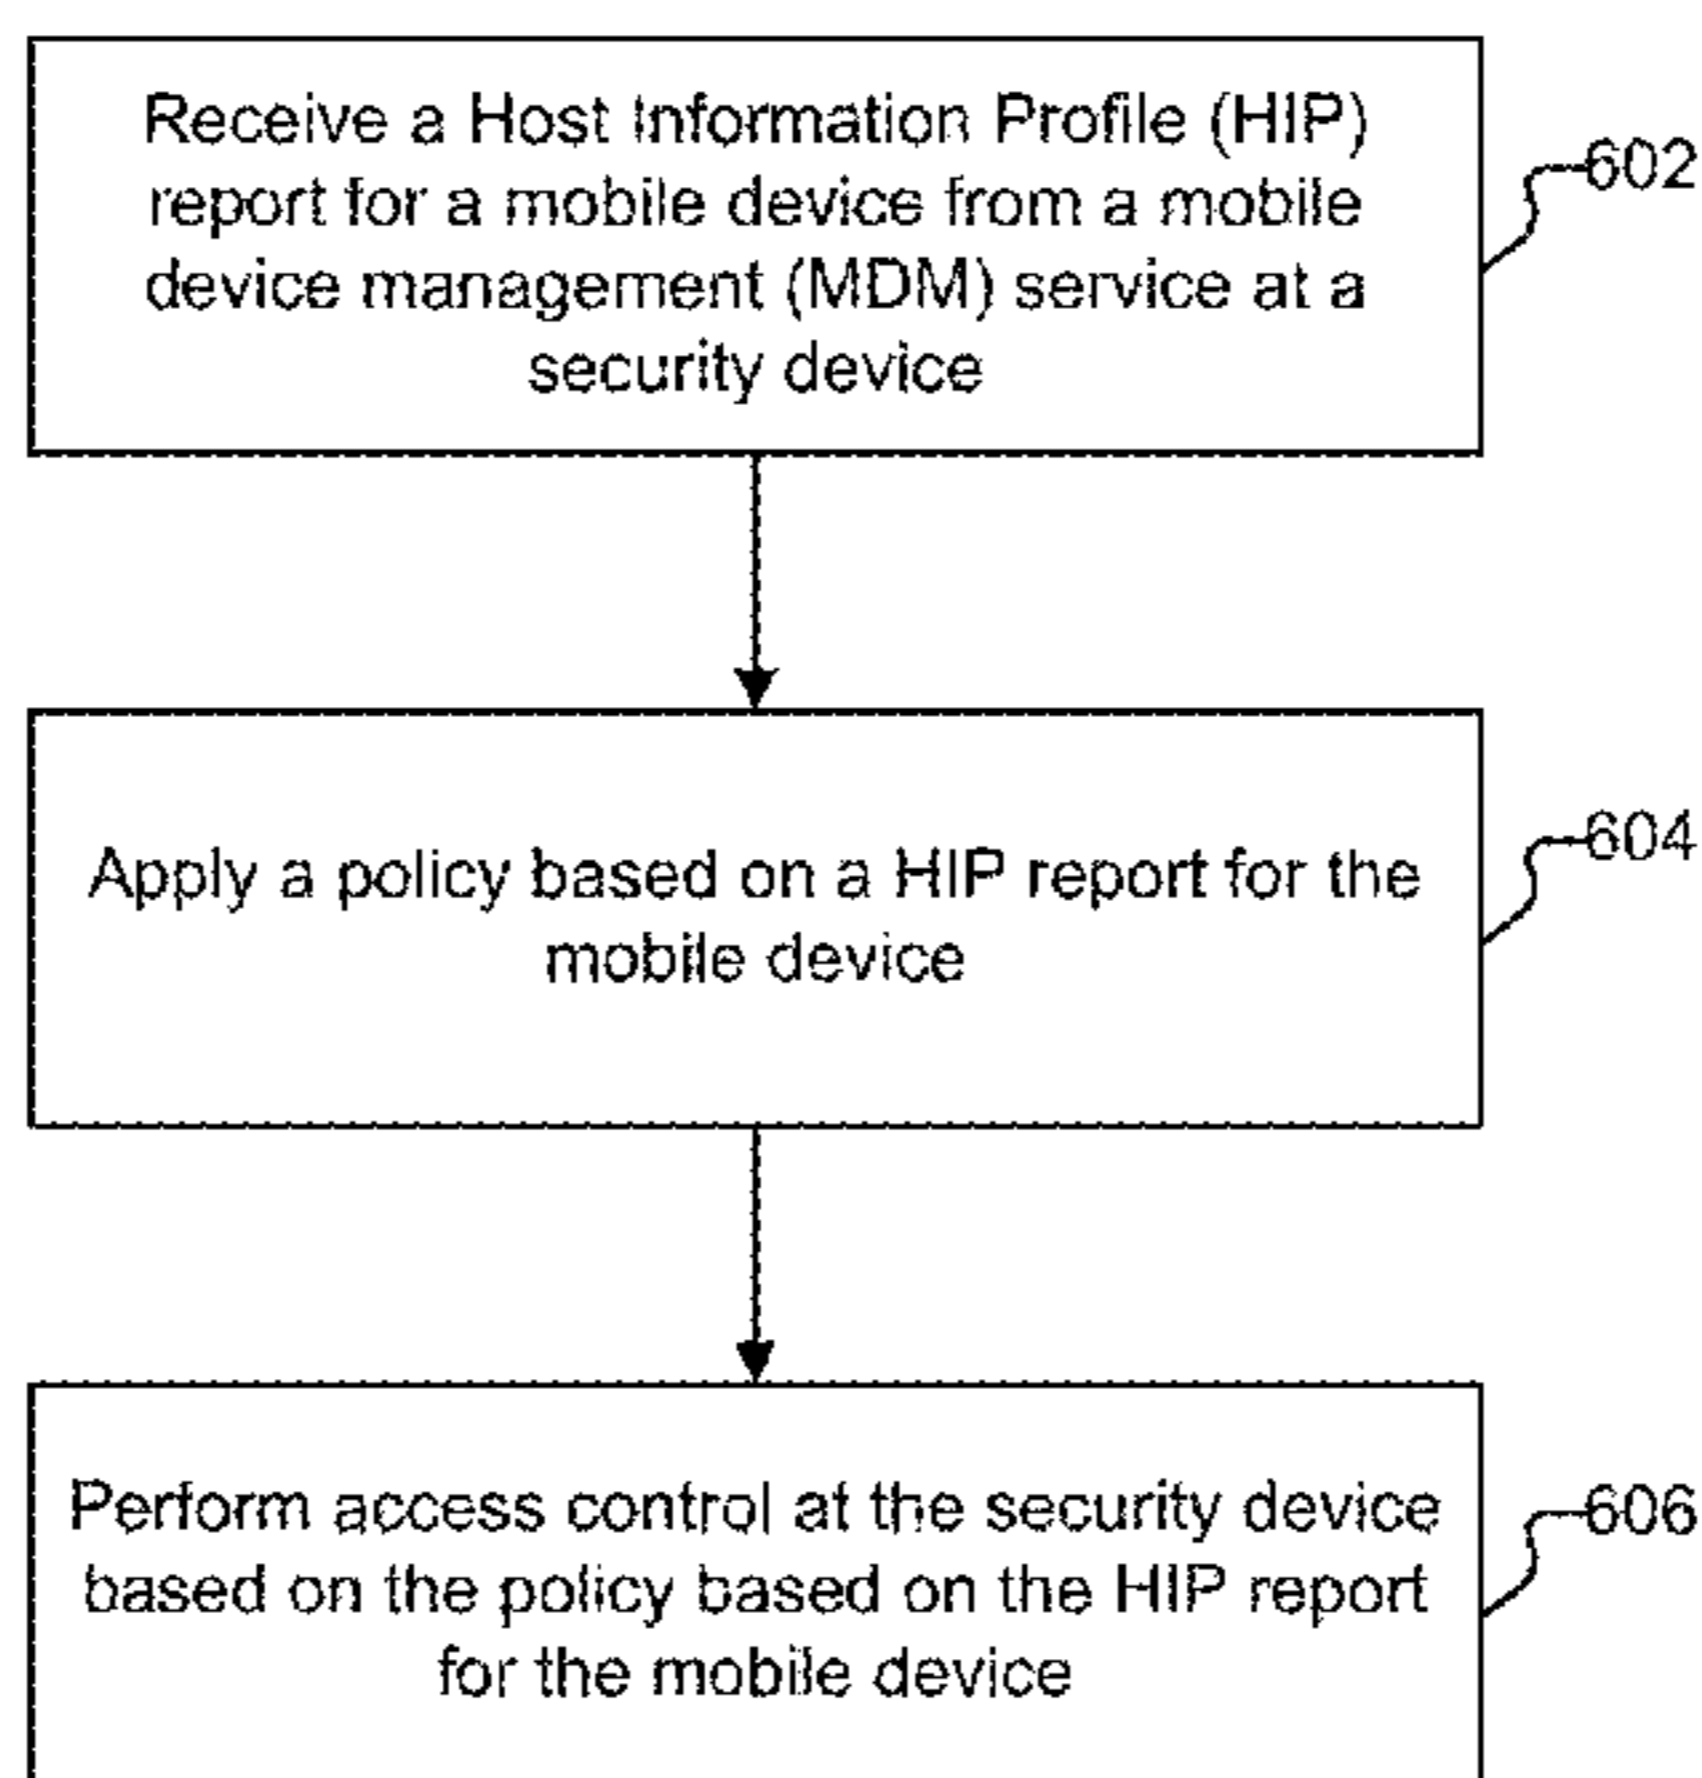 Receive a Host Information Profile (HIP)
report for a mobile device from a mobile
device management (MDM) service at a
security device
602
Apply a policy based on a HIP report for the
mobile device
604
Perform access control at the security device
based on the policy based on the HIP report
for the mobile device
606